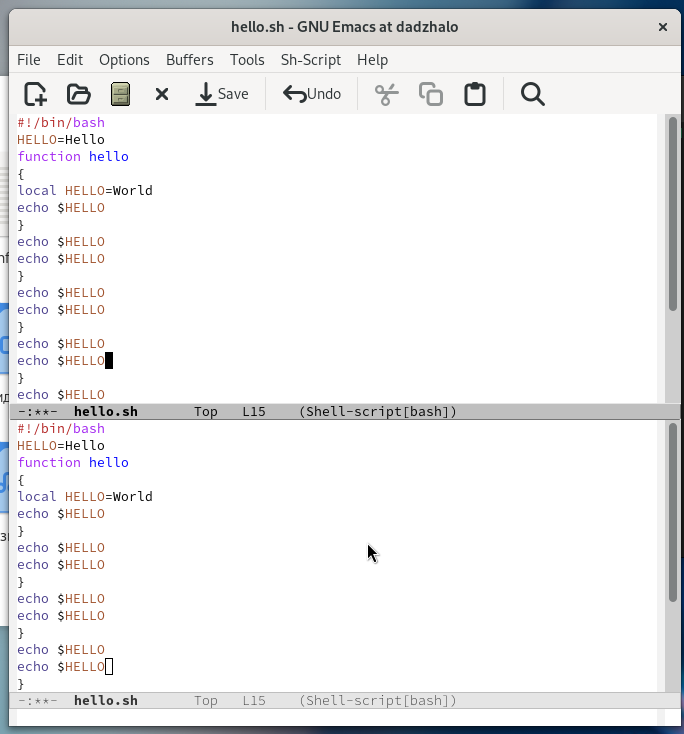 hello.sh - GNU Emacs at dadzhalo
File Edit Options Buffers Tools Sh-Script Help
Save Undo
#!/bin/bash
HELLO=Hello
function hello
{
local HELLO=World
echo $HELLO
}
echo $HELLO
echo $HELLO
}
echo $HELLO
echo $HELLO
}
echo $HELLO
echo $HELLO
}
echo $HELLO
-:**- hello.sh Top L15 (Shell-script[bash])
#!/bin/bash
HELLO=Hello
function hello
{
local HELLO=World
echo $HELLO
}
echo $HELLO
echo $HELLO
}
echo $HELLO
echo $HELLO
}
echo $HELLO
echo $HELLO
}
-:**- hello.sh Top L15 (Shell-script[bash])